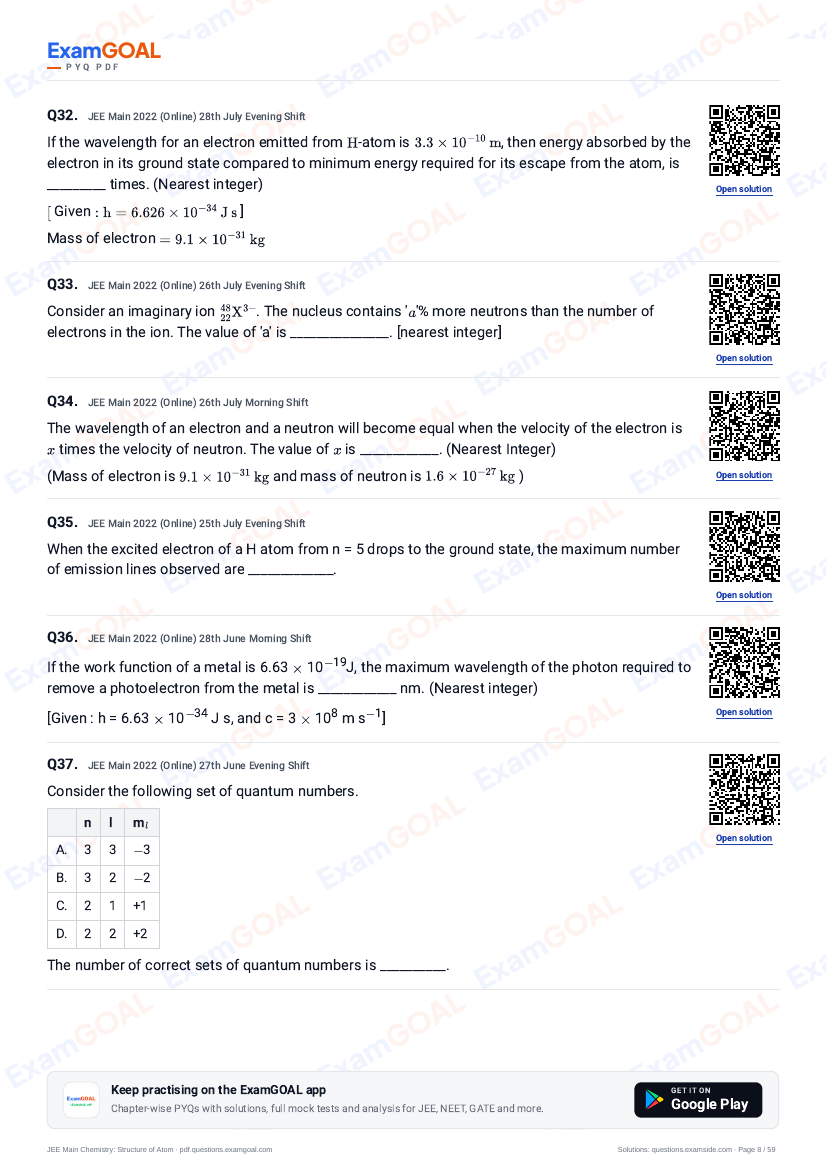 ExamGOAL
PYQ PDF
Q32. JEE Main 2022 (Online) 28th July Evening Shift
If the wavelength for an electron emitted from H-atom is 3.3 × 10⁻¹⁰ m, then energy absorbed by the
electron in its ground state compared to minimum energy required for its escape from the atom, is
_________ times. (Nearest integer)
[ Given : h = 6.626 × 10⁻³⁴ J s ]
Mass of electron = 9.1 × 10⁻³¹ kg
Open solution
Q33. JEE Main 2022 (Online) 26th July Evening Shift
Consider an imaginary ion ⁴⁸₂₂X³⁻. The nucleus contains 'a'% more neutrons than the number of
electrons in the ion. The value of 'a' is _______________. [nearest integer]
Open solution
Q34. JEE Main 2022 (Online) 26th July Morning Shift
The wavelength of an electron and a neutron will become equal when the velocity of the electron is
x times the velocity of neutron. The value of x is ____________. (Nearest Integer)
(Mass of electron is 9.1 × 10⁻³¹ kg and mass of neutron is 1.6 × 10⁻²⁷ kg )
Open solution
Q35. JEE Main 2022 (Online) 25th July Evening Shift
When the excited electron of a H atom from n = 5 drops to the ground state, the maximum number
of emission lines observed are _____________.
Open solution
Q36. JEE Main 2022 (Online) 28th June Morning Shift
If the work function of a metal is 6.63 × 10⁻¹⁹J, the maximum wavelength of the photon required to
remove a photoelectron from the metal is ____________ nm. (Nearest integer)
[Given : h = 6.63 × 10⁻³⁴ J s, and c = 3 × 10⁸ m s⁻¹]
Open solution
Q37. JEE Main 2022 (Online) 27th June Evening Shift
Consider the following set of quantum numbers.
n l mₗ
A. 3 3 −3
B. 3 2 −2
C. 2 1 +1
D. 2 2 +2
The number of correct sets of quantum numbers is __________.
Open solution
Keep practising on the ExamGOAL app
Chapter-wise PYQs with solutions, full mock tests and analysis for JEE, NEET, GATE and more.
GET IT ON
Google Play
JEE Main Chemistry: Structure of Atom · pdf.questions.examgoal.com
Solutions: questions.examside.com · Page 8 / 59